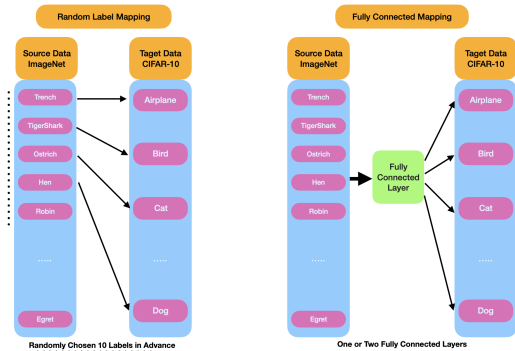 Random Label Mapping
Source Data
ImageNet
Taget Data
CIFAR-10
Trench
TigerShark
Ostrich
Hen
Robin
.....
Egret
Airplane
Bird
Cat
.....
Dog
Randomly Chosen 10 Labels in Advance
Fully Connected Mapping
Source Data
ImageNet
Taget Data
CIFAR-10
Trench
TigerShark
Ostrich
Hen
Robin
.....
Egret
Fully
Connected
Layer
Airplane
Bird
Cat
.....
Dog
One or Two Fully Connected Layers